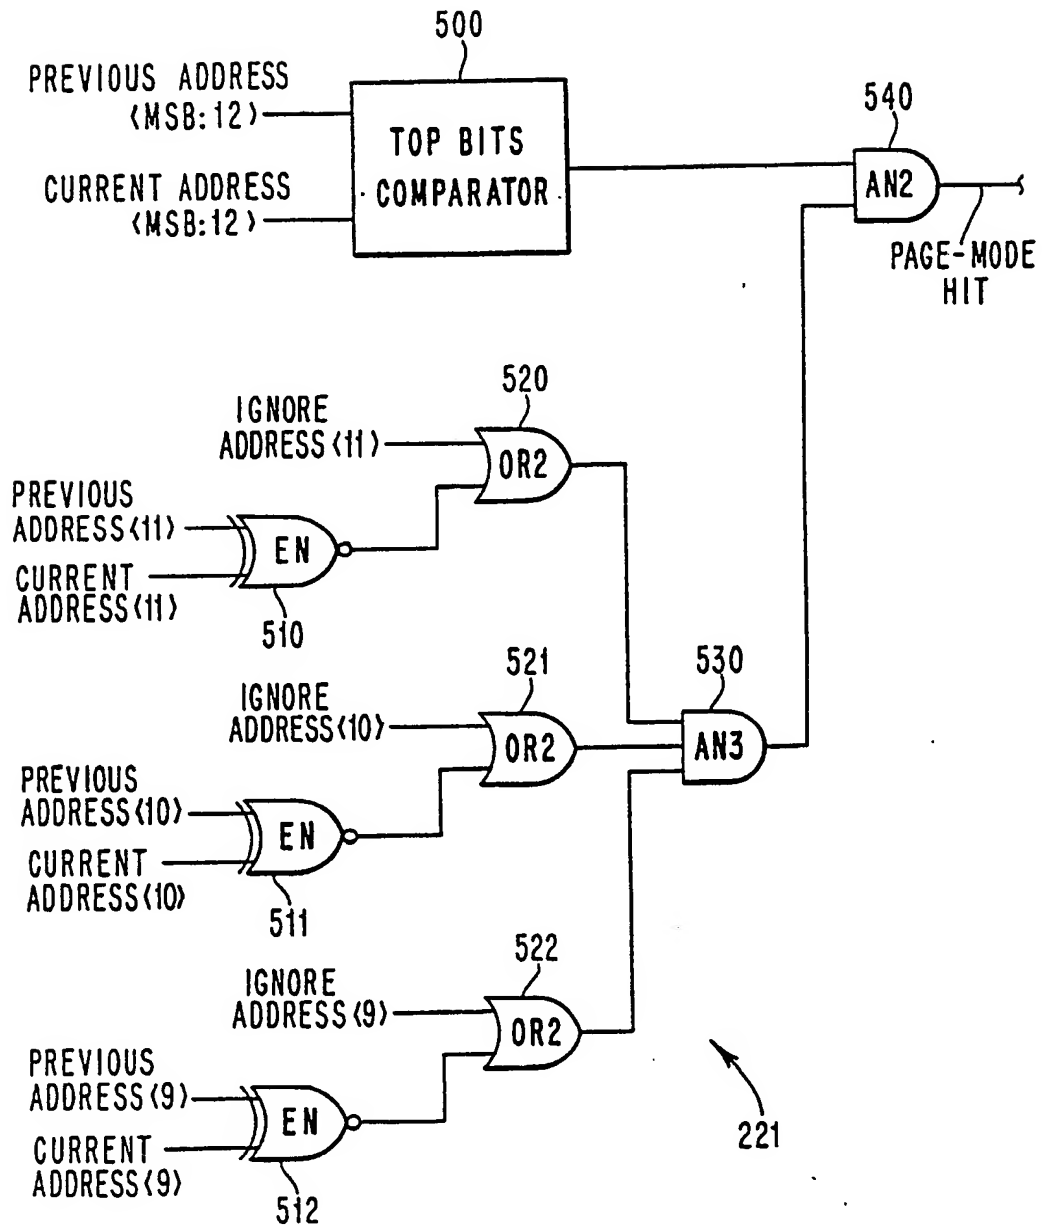 500
PREVIOUS ADDRESS
<MSB:12>
TOP BITS
COMPARATOR
CURRENT ADDRESS
<MSB:12>
540
AN2
PAGE-MODE
HIT
520
IGNORE
ADDRESS<11>
OR2
PREVIOUS
ADDRESS<11>
EN
CURRENT
ADDRESS<11>
510
521
530
IGNORE
ADDRESS<10>
OR2
AN3
PREVIOUS
ADDRESS<10>
EN
CURRENT
ADDRESS<10>
511
522
IGNORE
ADDRESS<9>
OR2
PREVIOUS
ADDRESS<9>
EN
CURRENT
ADDRESS<9>
512
221